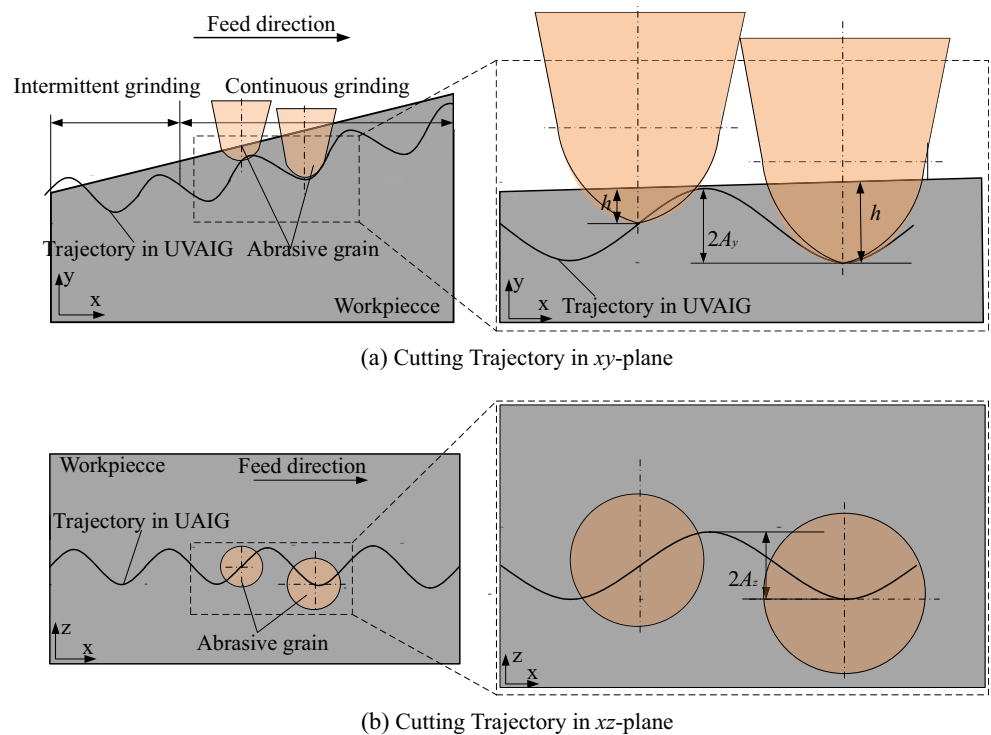 Feed direction
Intermittent grinding
Continuous grinding
Trajectory in UVAIG
Abrasive grain
y
x
Workpiecce
h
2Ay
h
Trajectory in UVAIG
y
x
(a) Cutting Trajectory in xy-plane
Workpiecce
Feed direction
Trajectory in UAIG
Abrasive grain
z
x
2Az
z
x
(b) Cutting Trajectory in xz-plane